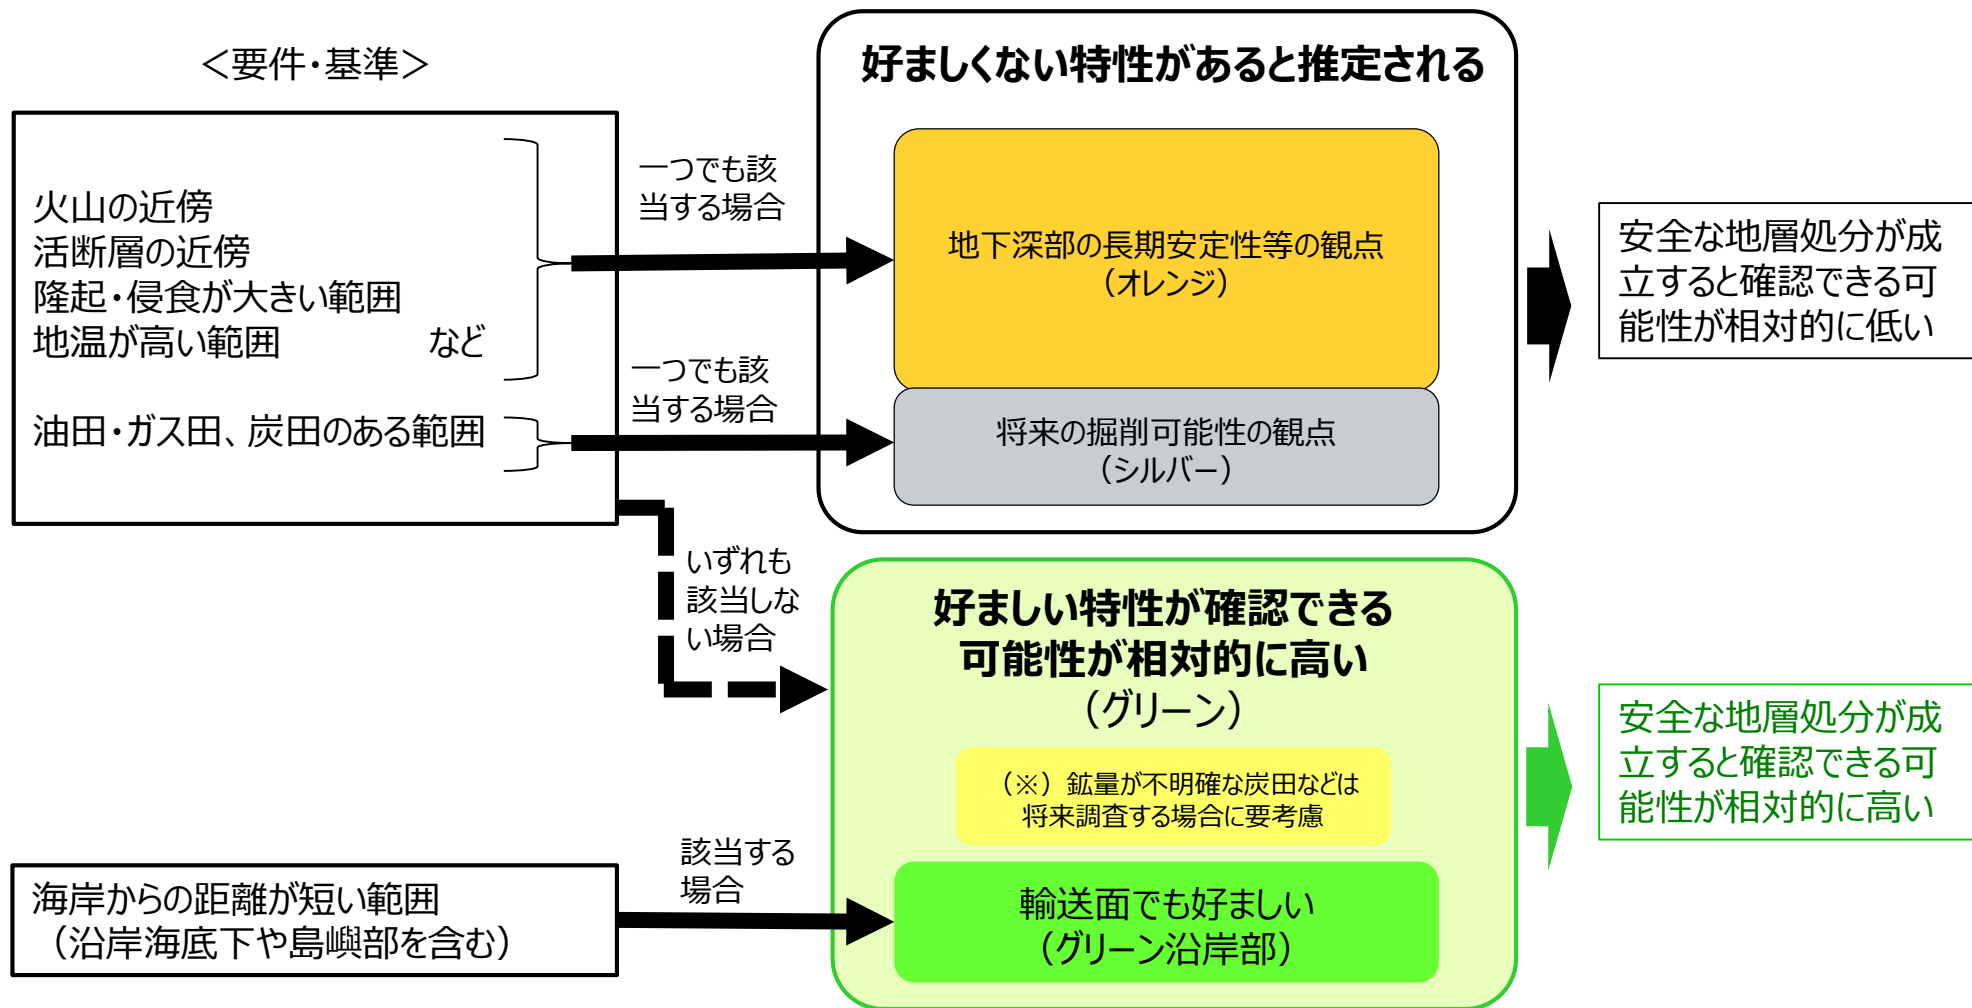 ＜要件・基準＞
火山の近傍
活断層の近傍
隆起・侵食が大きい範囲
地温が高い範囲　　　　など
油田・ガス田、炭田のある範囲
一つでも該
当する場合
一つでも該
当する場合
いずれも
該当しな
い場合
好ましくない特性があると推定される
地下深部の長期安定性等の観点
（オレンジ）
将来の掘削可能性の観点
（シルバー）
安全な地層処分が成
立すると確認できる可
能性が相対的に低い
好ましい特性が確認できる
可能性が相対的に高い
（グリーン）
（※）鉱量が不明確な炭田などは
将来調査する場合に要考慮
安全な地層処分が成
立すると確認できる可
能性が相対的に高い
海岸からの距離が短い範囲
（沿岸海底下や島嶼部を含む）
該当する
場合
輸送面でも好ましい
（グリーン沿岸部）